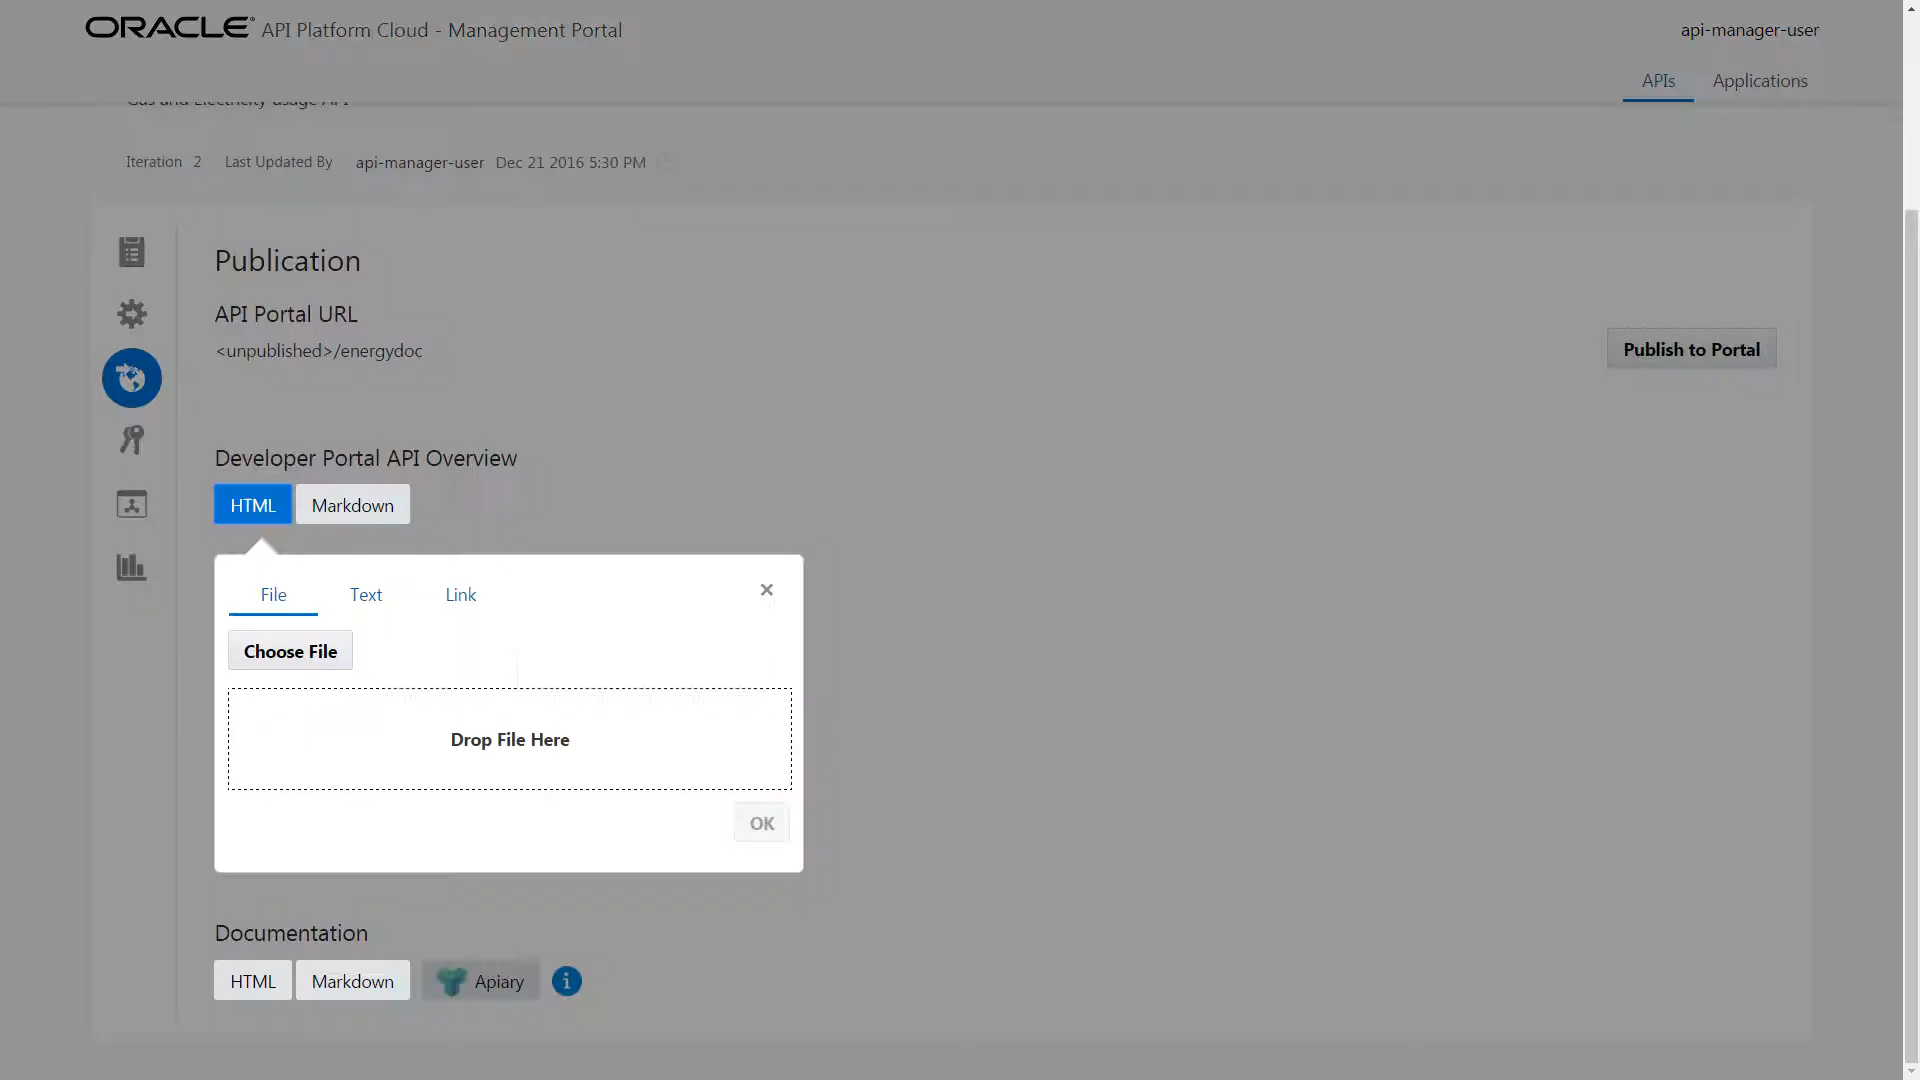 ORACLE API Platform Cloud - Management Portal
api-manager-user
APIs Applications
Gas and Electricity usage API
Iteration 2 Last Updated By api-manager-user Dec 21 2016 5:30 PM
Publication
API Portal URL
<unpublished>/energydoc
Publish to Portal
Developer Portal API Overview
HTML Markdown
File Text Link
Choose File
Drop File Here
OK
Documentation
HTML Markdown Apiary